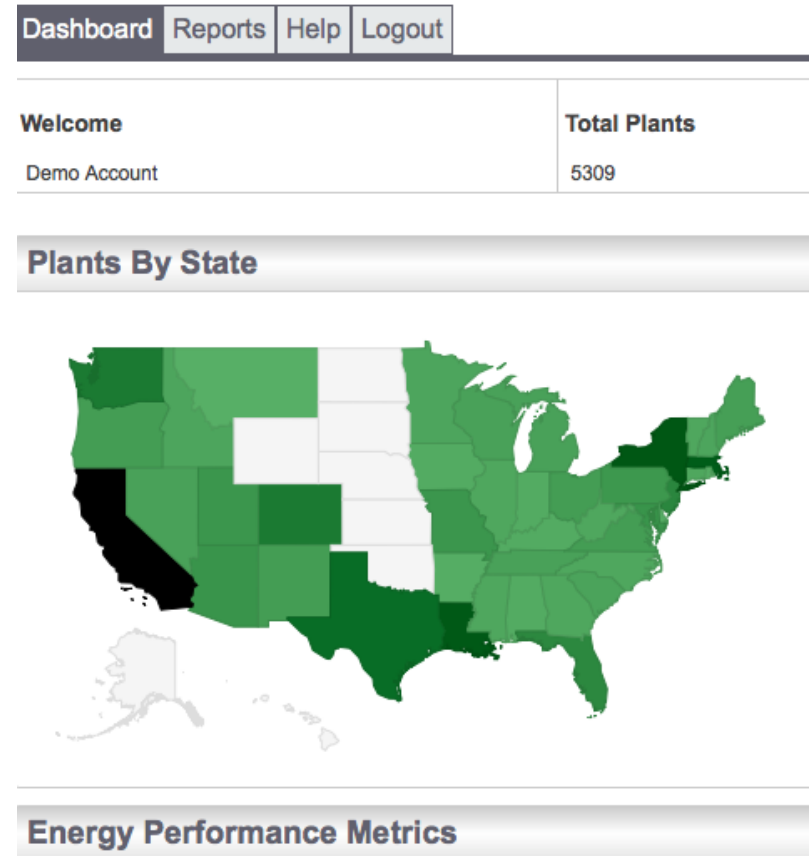 Dashboard Reports Help Logout
Welcome Total Plants
Demo Account 5309
Plants By State
Energy Performance Metrics